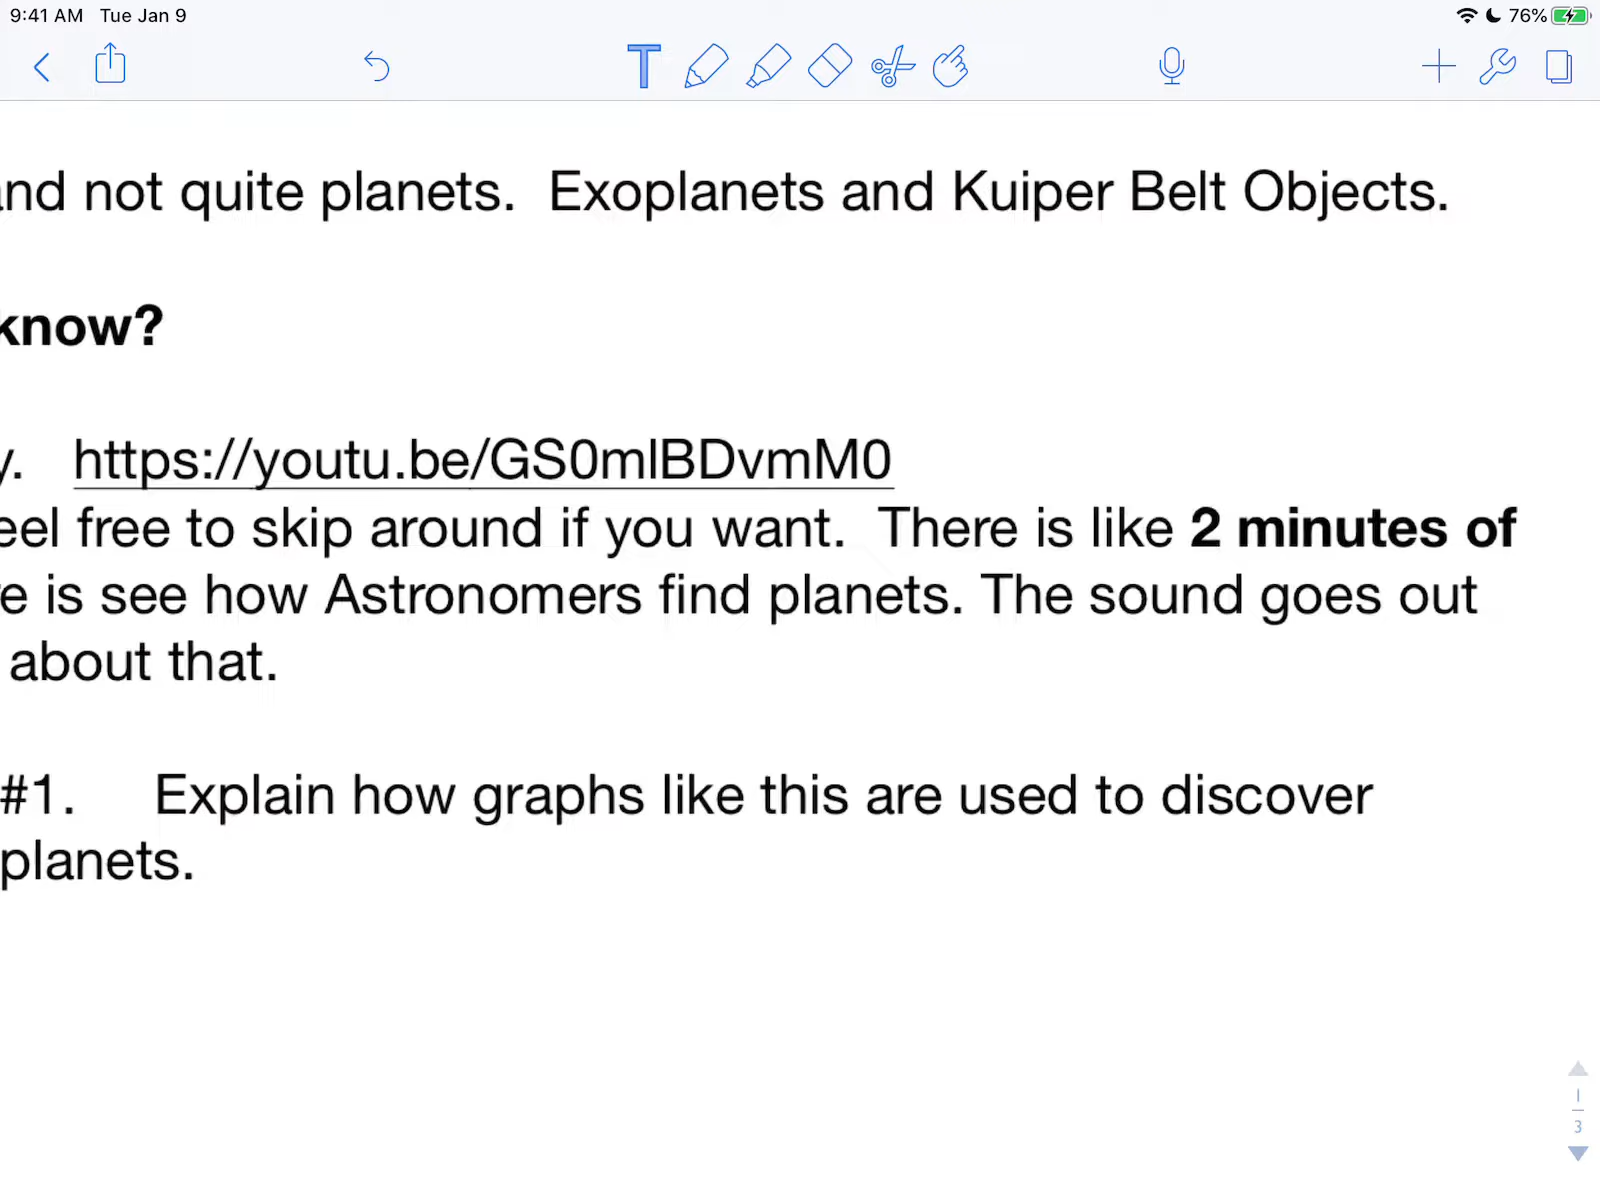 9:41 AM Tue Jan 9
76%
T
and not quite planets. Exoplanets and Kuiper Belt Objects.
know?
y. https://youtu.be/GS0mlBDvmM0
eel free to skip around if you want. There is like 2 minutes of
e is see how Astronomers find planets. The sound goes out
about that.
#1. Explain how graphs like this are used to discover
planets.
1
3